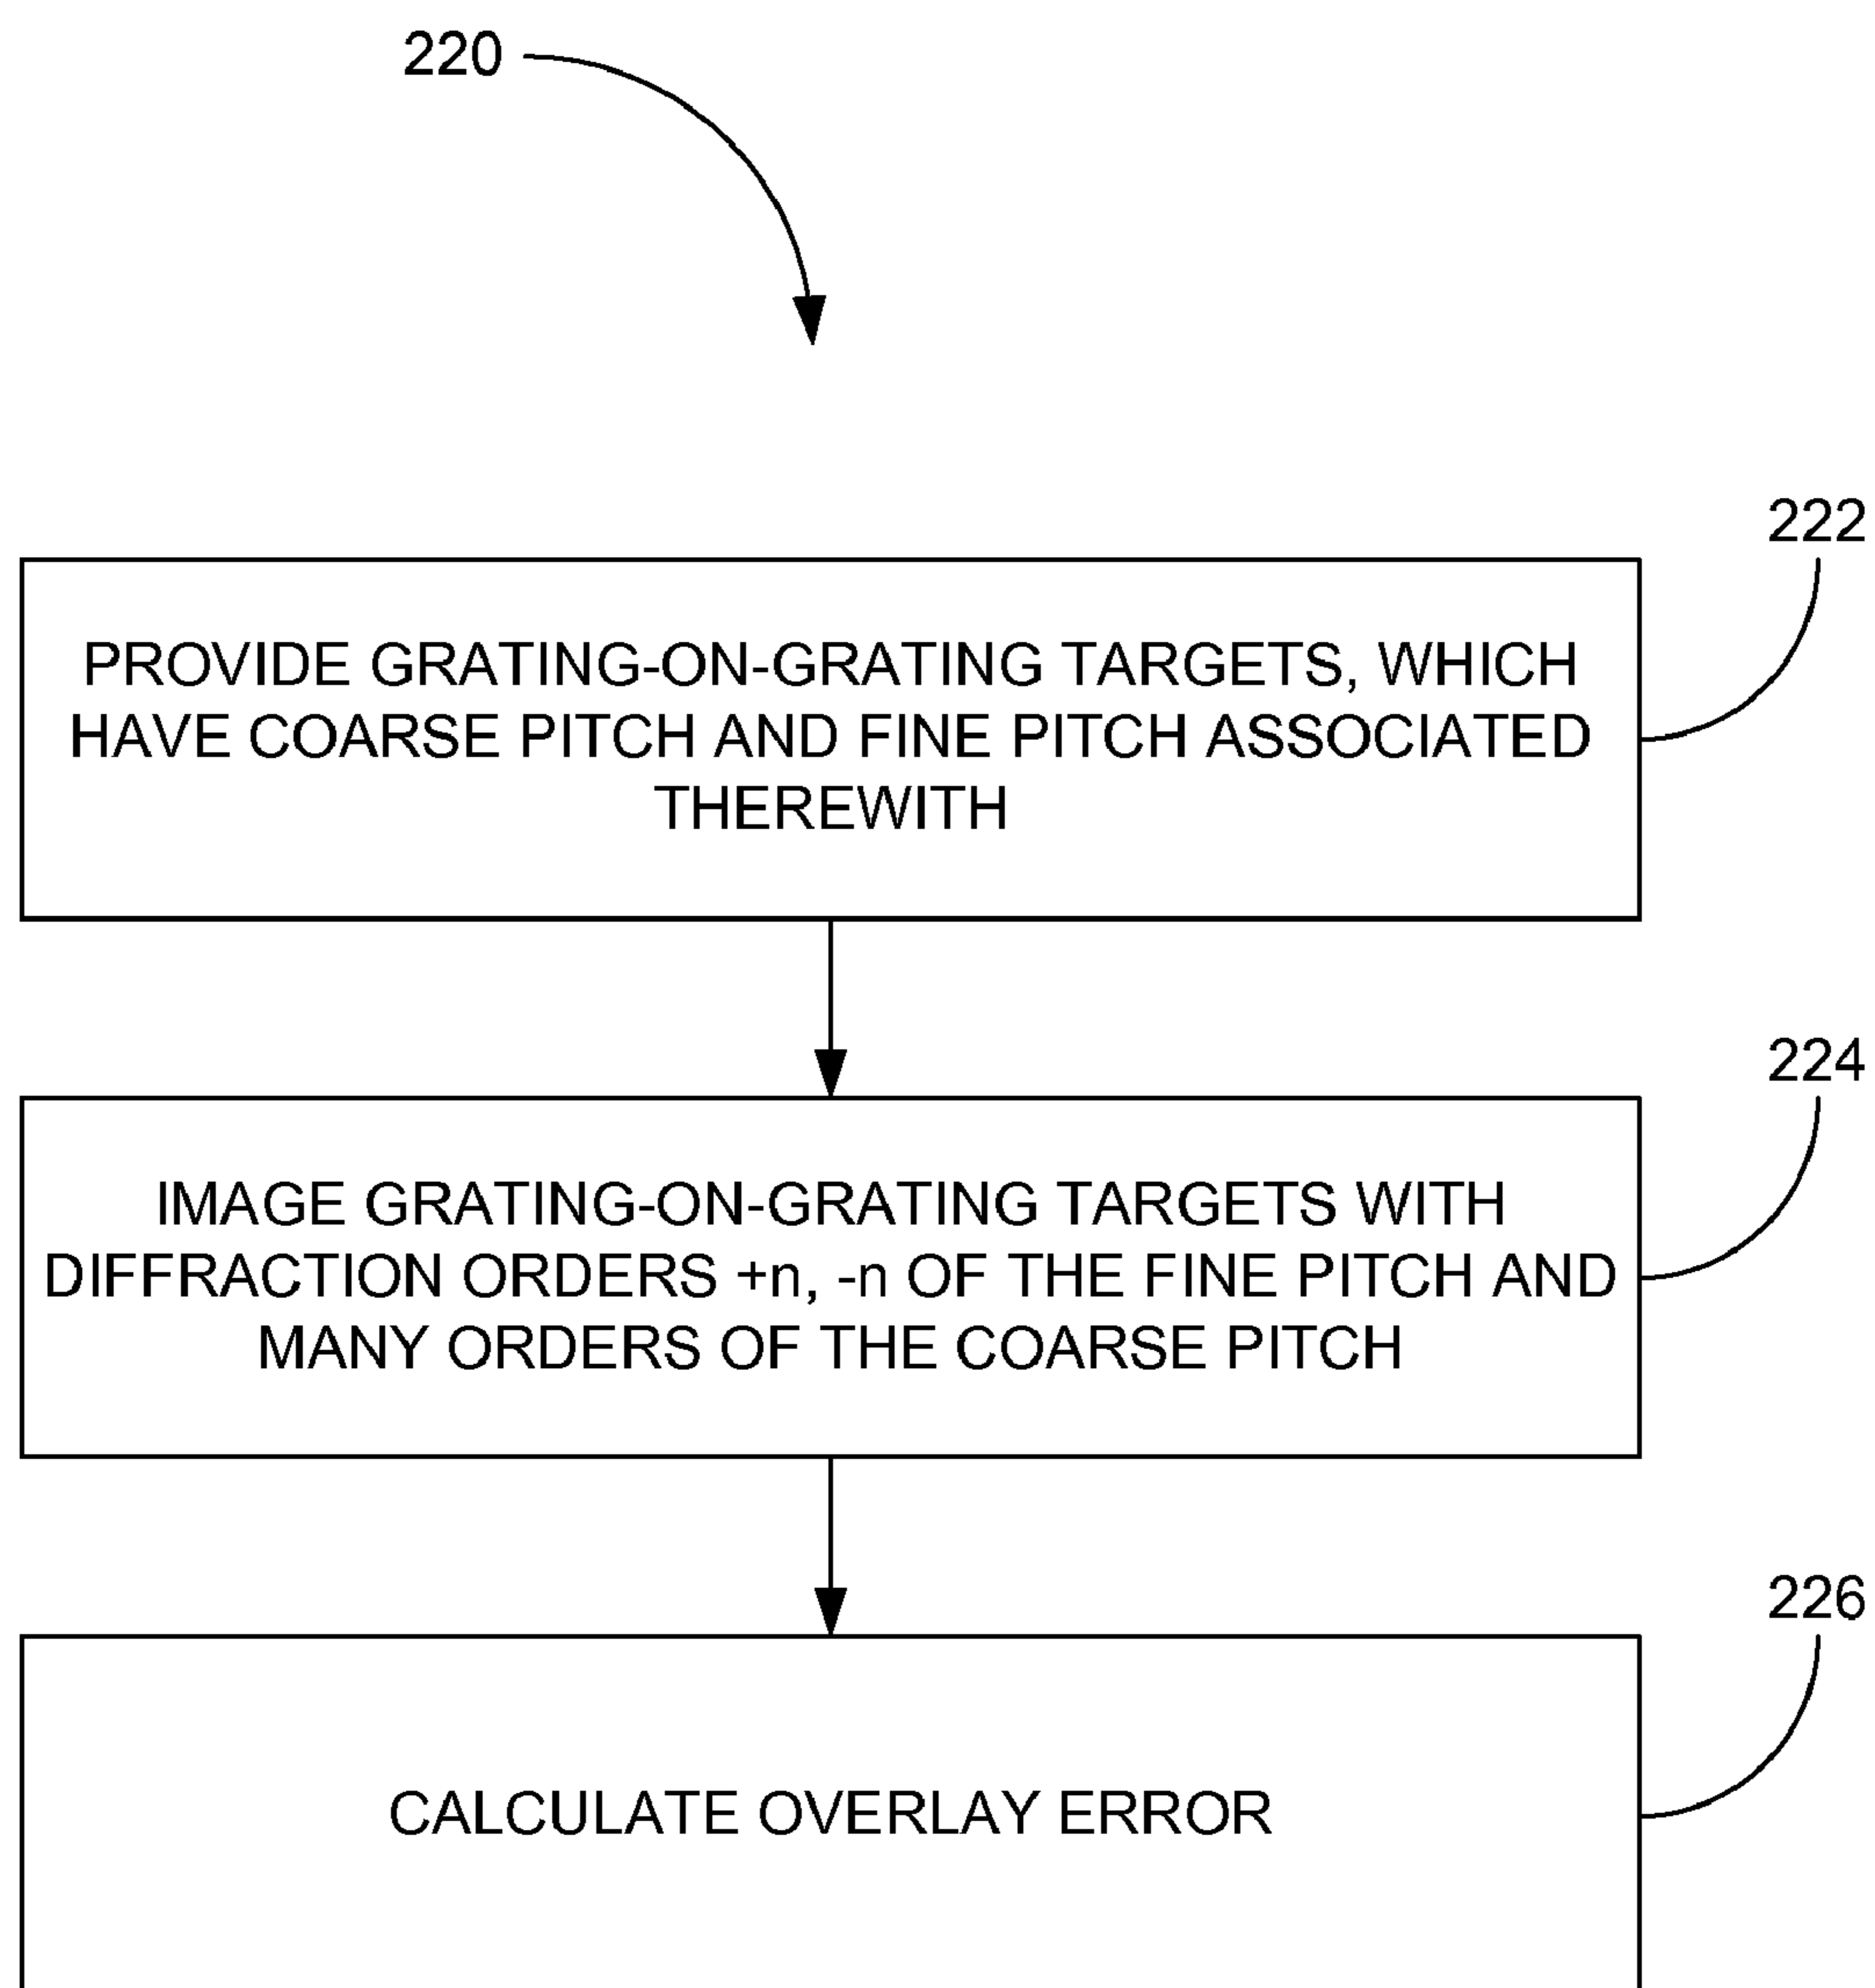 220
222
PROVIDE GRATING-ON-GRATING TARGETS, WHICH
HAVE COARSE PITCH AND FINE PITCH ASSOCIATED
THEREWITH
224
IMAGE GRATING-ON-GRATING TARGETS WITH
DIFFRACTION ORDERS +n, -n OF THE FINE PITCH AND
MANY ORDERS OF THE COARSE PITCH
226
CALCULATE OVERLAY ERROR